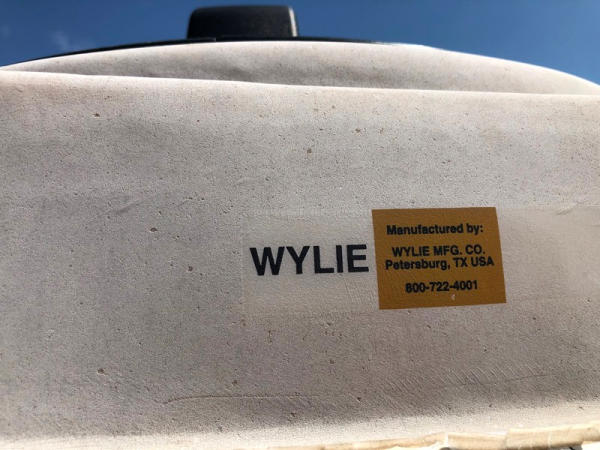 WYLIE
Manufactured by:
WYLIE MFG. CO.
Petersburg, TX USA
800-722-4001